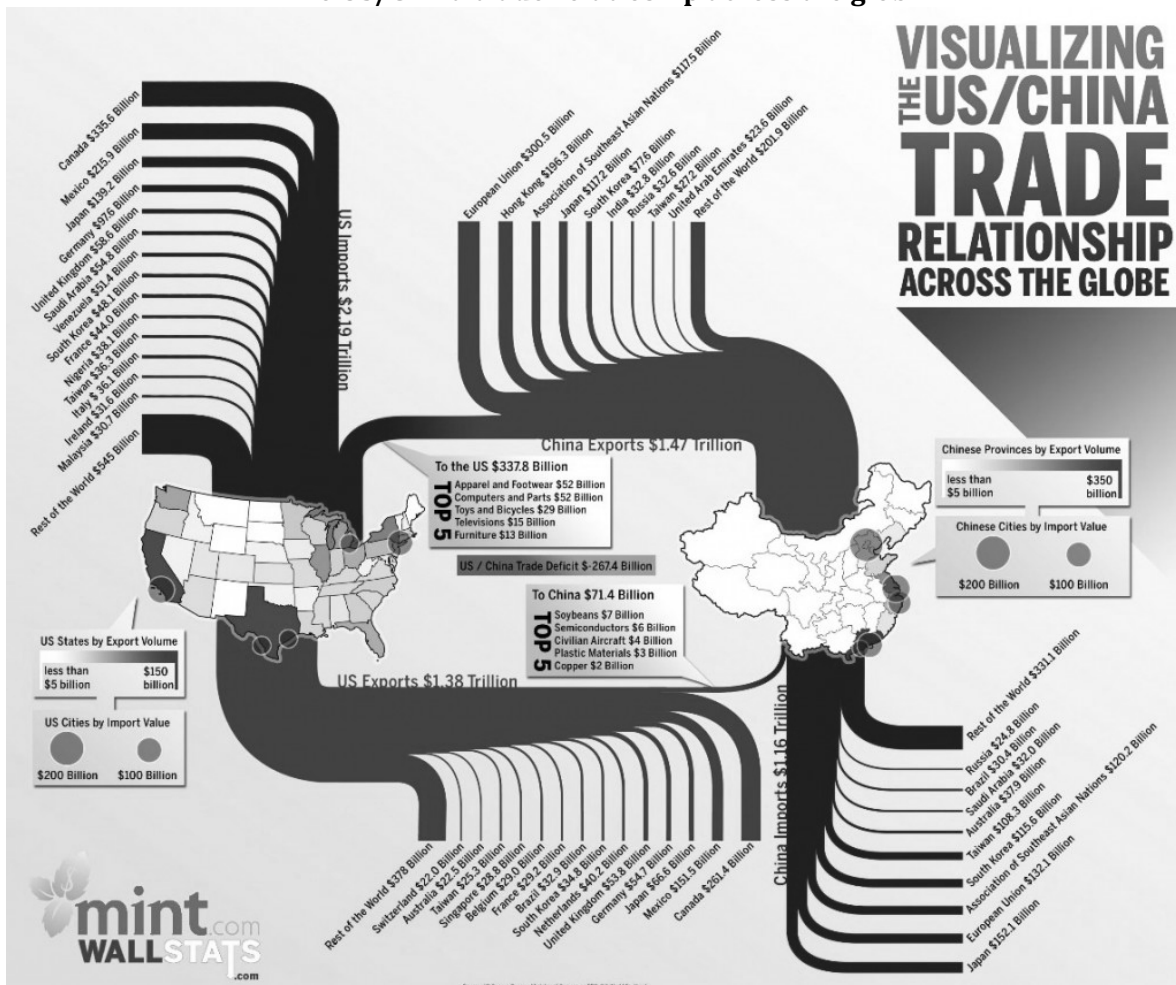 VISUALIZING
THE US/CHINA
TRADE
RELATIONSHIP
ACROSS THE GLOBE
Canada $335.6 Billion
Mexico $215.9 Billion
Japan $139.2 Billion
Germany $97.6 Billion
United Kingdom $58.6 Billion
Saudi Arabia $54.8 Billion
Venezuela $51.4 Billion
South Korea $48.1 Billion
France $44.0 Billion
Nigeria $38.1 Billion
Taiwan $36.3 Billion
Italy $ 36.1 Billion
Ireland $31.6 Billion
Malaysia $30.7 Billion
Rest of the World $545 Billion
US Imports $2.19 Trillion
European Union $300.5 Billion
Hong Kong $196.3 Billion
Association of Southeast Asian Nations $117.5 Billion
Japan $117.2 Billion
South Korea $77.6 Billion
India $32.8 Billion
Russia $32.6 Billion
Taiwan $27.2 Billion
United Arab Emirates $23.6 Billion
Rest of the World $201.9 Billion
China Exports $1.47 Trillion
To the US $337.8 Billion
TOP 5
Apparel and Footwear $52 Billion
Computers and Parts $52 Billion
Toys and Bicycles $29 Billion
Televisions $15 Billion
Furniture $13 Billion
US / China Trade Deficit $-267.4 Billion
To China $71.4 Billion
TOP 5
Soybeans $7 Billion
Semiconductors $6 Billion
Civilian Aircraft $4 Billion
Plastic Materials $3 Billion
Copper $2 Billion
Chinese Provinces by Export Volume
less than $5 billion
$350 billion
Chinese Cities by Import Value
$200 Billion
$100 Billion
US States by Export Volume
less than $5 billion
$150 billion
US Cities by Import Value
$200 Billion
$100 Billion
US Exports $1.38 Trillion
Rest of the World $378 Billion
Switzerland $22.0 Billion
Australia $22.5 Billion
Taiwan $25.3 Billion
Singapore $28.8 Billion
Belgium $29.0 Billion
France $29.2 Billion
Brazil $32.9 Billion
South Korea $34.8 Billion
Netherlands $40.2 Billion
United Kingdom $53.8 Billion
Germany $54.7 Billion
Japan $66.6 Billion
Mexico $151.5 Billion
Canada $261.4 Billion
China Imports $1.16 Trillion
Rest of the World $331.1 Billion
Russia $24.8 Billion
Brazil $30.4 Billion
Saudi Arabia $32.0 Billion
Australia $37.9 Billion
Taiwan $108.3 Billion
South Korea $115.6 Billion
Association of Southeast Asian Nations $120.2 Billion
European Union $132.1 Billion
Japan $152.1 Billion
mint.com
WALLSTATS
.com